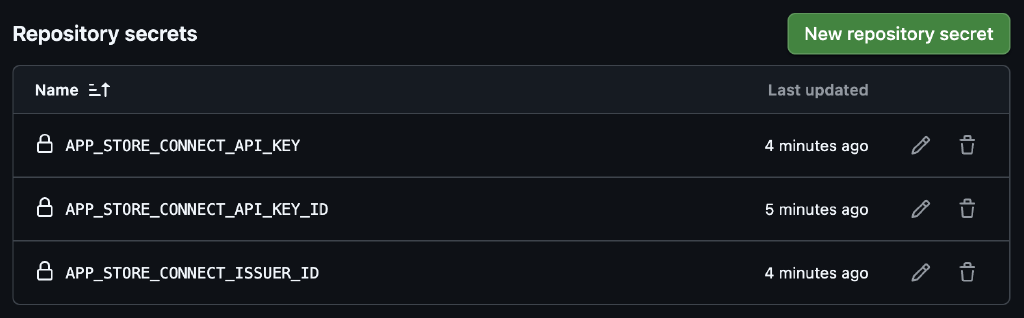 Repository secrets
New repository secret
Name
Last updated
APP_STORE_CONNECT_API_KEY
4 minutes ago
APP_STORE_CONNECT_API_KEY_ID
5 minutes ago
APP_STORE_CONNECT_ISSUER_ID
4 minutes ago